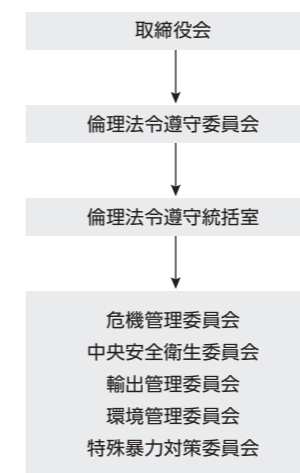 取締役会
倫理法令遵守委員会
倫理法令遵守統括室
危機管理委員会
中央安全衛生委員会
輸出管理委員会
環境管理委員会
特殊暴力対策委員会